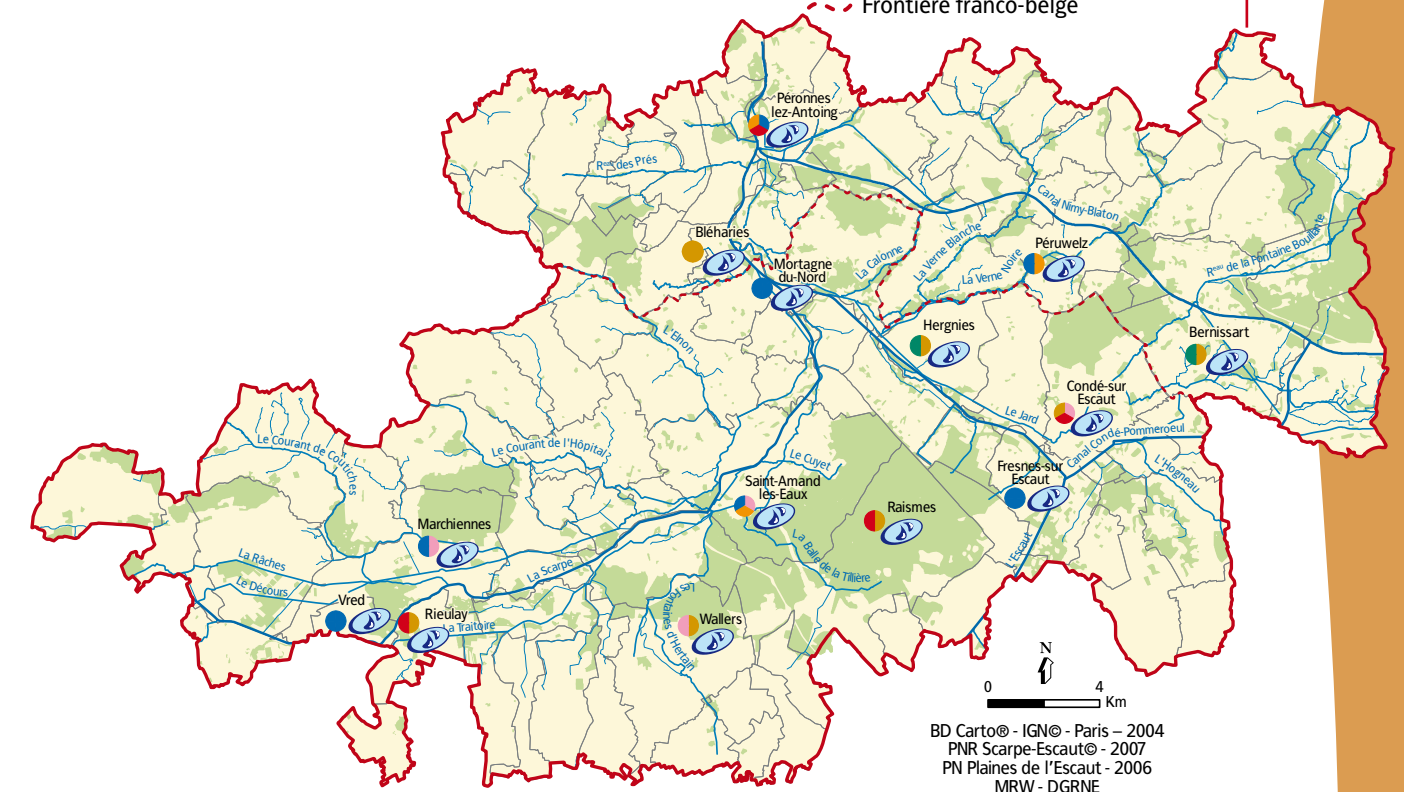 Frontière franco-belge
Péronnes
lez-Antoing
Rᵉᵃᵘ des Prés
Canal Nimy-Blaton
Bléharies
La Verne Blanche
Péruwelz
Rᵉᵃᵘ de la Fontaine Bouillante
La Calonne
Mortagne
du-Nord
La Verne Noire
Hergnies
Bernissart
L'Elnon
Condé-sur
Escaut
Le Jard
Canal Condé-Pommeroeul
Le Courant de Coutiches
Le Courant de l'Hôpital
Le Cuyet
Fresnes-sur
Escaut
L'Hogneau
Saint-Amand
les-Eaux
Raismes
Marchiennes
La Balle de la Tillière
L'Escaut
La Râches
La Scarpe
Le Décours
Vred
Rieulay
La Traitoire
Les Fontaines d'Hertain
Wallers
N
0 4
Km
BD Carto® - IGN© - Paris – 2004
PNR Scarpe-Escaut© - 2007
PN Plaines de l'Escaut - 2006
MRW - DGRNE